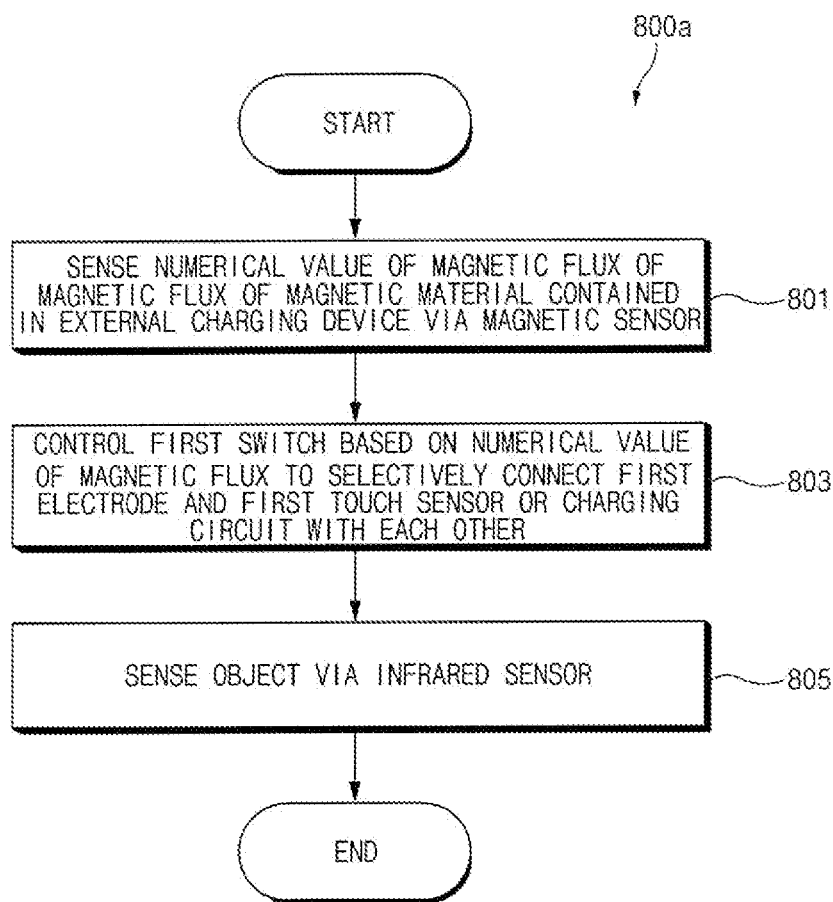 800a
START
SENSE NUMERICAL VALUE OF MAGNETIC FLUX OF
MAGNETIC FLUX OF MAGNETIC MATERIAL CONTAINED
IN EXTERNAL CHARGING DEVICE VIA MAGNETIC SENSOR
801
CONTROL FIRST SWITCH BASED ON NUMERICAL VALUE
OF MAGNETIC FLUX TO SELECTIVELY CONNECT FIRST
ELECTRODE AND FIRST TOUCH SENSOR OR CHARGING
CIRCUIT WITH EACH OTHER
803
SENSE OBJECT VIA INFRARED SENSOR
805
END